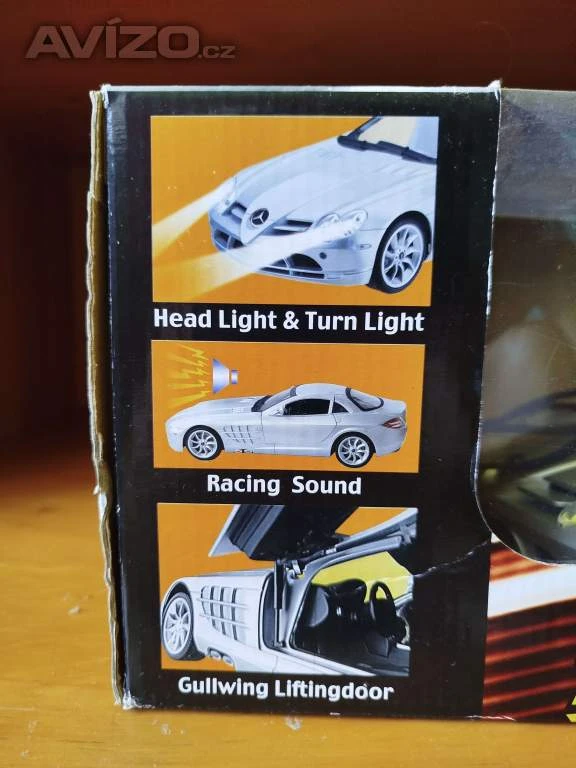 AVÍZO.cz
Head Light & Turn Light
Racing Sound
Gullwing Liftingdoor